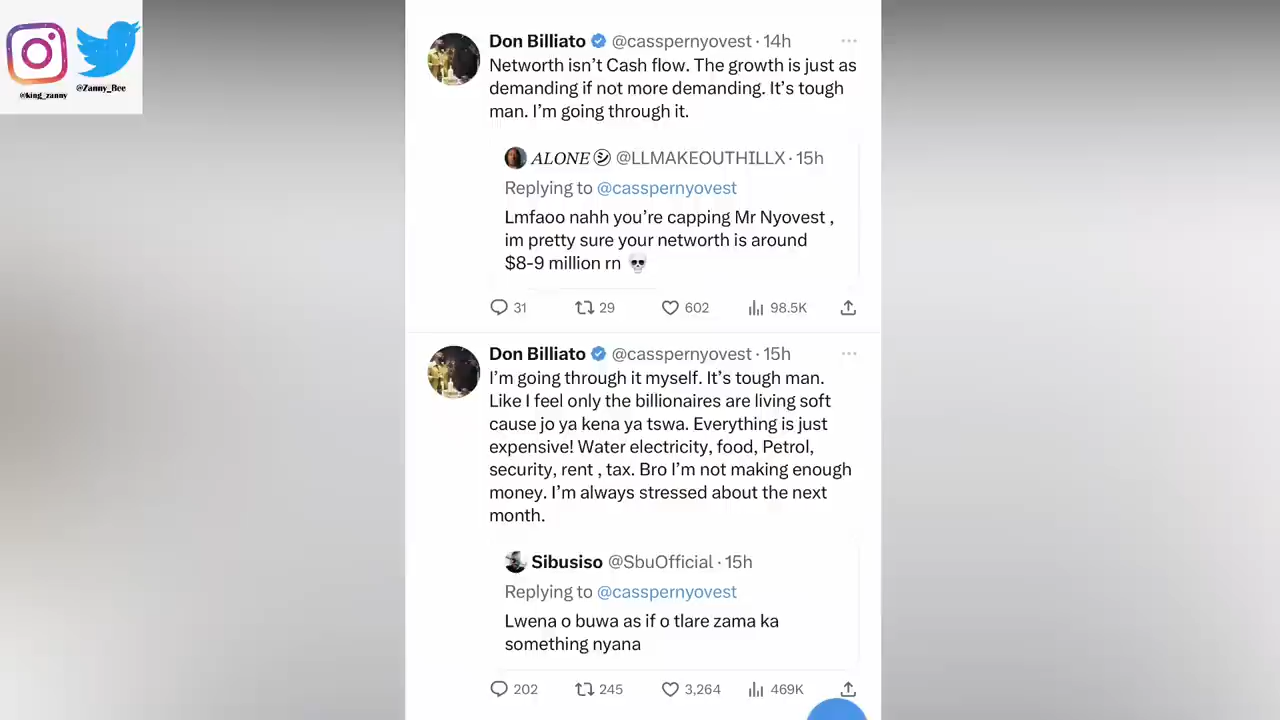 @king_zanny
@Zanny_Bee
Don Billiato @casspernyovest · 14h
Networth isn't Cash flow. The growth is just as
demanding if not more demanding. It's tough
man. I'm going through it.
ALONE @LLMAKEOUTHILLX · 15h
Replying to @casspernyovest
Lmfaoo nahh you're capping Mr Nyovest ,
im pretty sure your networth is around
$8-9 million rn 💀
31 29 602 98.5K
Don Billiato @casspernyovest · 15h
I'm going through it myself. It's tough man.
Like I feel only the billionaires are living soft
cause jo ya kena ya tswa. Everything is just
expensive! Water electricity, food, Petrol,
security, rent , tax. Bro I'm not making enough
money. I'm always stressed about the next
month.
Sibusiso @SbuOfficial · 15h
Replying to @casspernyovest
Lwena o buwa as if o tlare zama ka
something nyana
202 245 3,264 469K